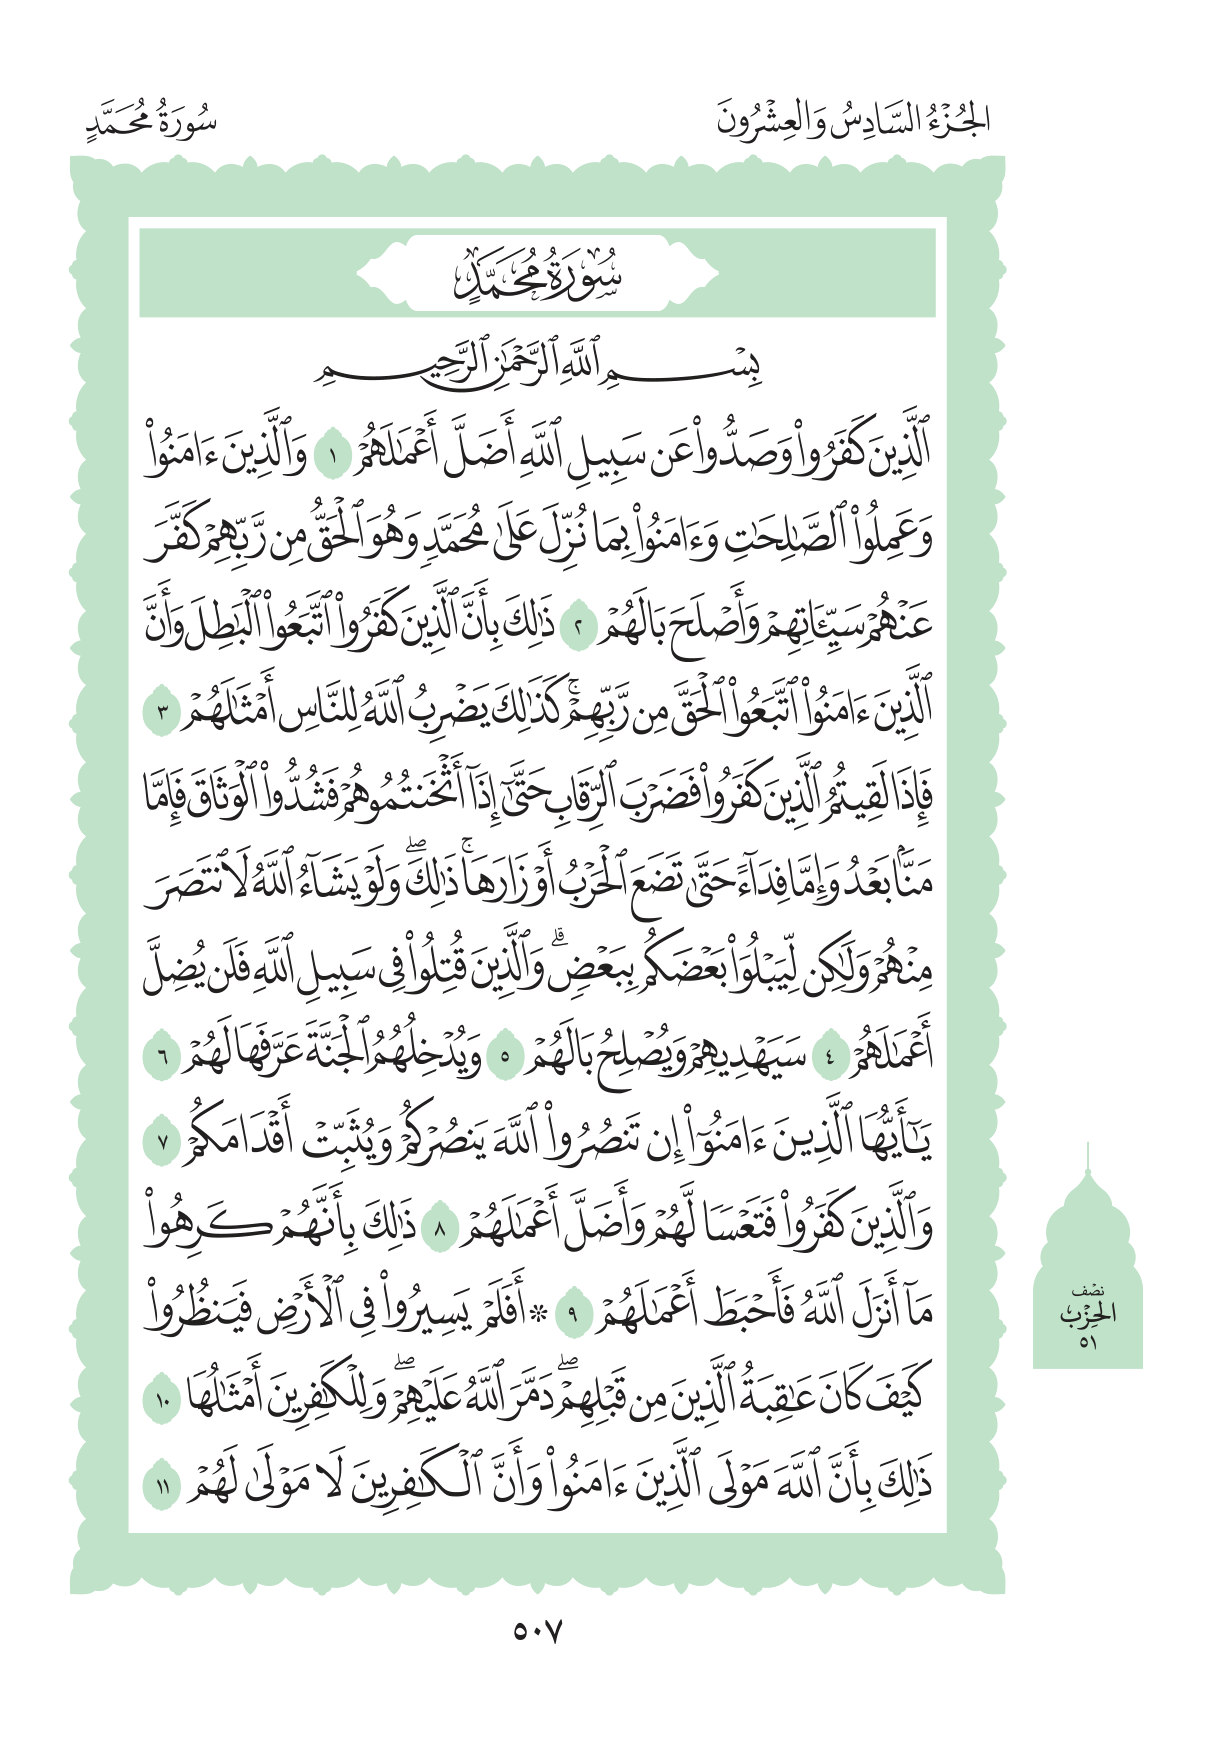 الجُزْءُ السَّادِسُ وَالعِشْرُونَ
سُورَةُ مُحَمَّدٍ
سُورَةُ مُحَمَّدٍ
بِسْمِ ٱللَّهِ ٱلرَّحْمَٰنِ ٱلرَّحِيمِ
ٱلَّذِينَ كَفَرُوا۟ وَصَدُّوا۟ عَن سَبِيلِ ٱللَّهِ أَضَلَّ أَعْمَٰلَهُمْ ١ وَٱلَّذِينَ ءَامَنُوا۟
وَعَمِلُوا۟ ٱلصَّٰلِحَٰتِ وَءَامَنُوا۟ بِمَا نُزِّلَ عَلَىٰ مُحَمَّدٍ وَهُوَ ٱلْحَقُّ مِن رَّبِّهِمْ كَفَّرَ
عَنْهُمْ سَيِّـَٔاتِهِمْ وَأَصْلَحَ بَالَهُمْ ٢ ذَٰلِكَ بِأَنَّ ٱلَّذِينَ كَفَرُوا۟ ٱتَّبَعُوا۟ ٱلْبَٰطِلَ وَأَنَّ
ٱلَّذِينَ ءَامَنُوا۟ ٱتَّبَعُوا۟ ٱلْحَقَّ مِن رَّبِّهِمْ ۚ كَذَٰلِكَ يَضْرِبُ ٱللَّهُ لِلنَّاسِ أَمْثَٰلَهُمْ ٣
فَإِذَا لَقِيتُمُ ٱلَّذِينَ كَفَرُوا۟ فَضَرْبَ ٱلرِّقَابِ حَتَّىٰٓ إِذَآ أَثْخَنتُمُوهُمْ فَشُدُّوا۟ ٱلْوَثَاقَ فَإِمَّا
مَنًّۢا بَعْدُ وَإِمَّا فِدَآءً حَتَّىٰ تَضَعَ ٱلْحَرْبُ أَوْزَارَهَا ۚ ذَٰلِكَ ۖ وَلَوْ يَشَآءُ ٱللَّهُ لَٱنتَصَرَ
مِنْهُمْ وَلَٰكِن لِّيَبْلُوَا۟ بَعْضَكُم بِبَعْضٍ ۗ وَٱلَّذِينَ قُتِلُوا۟ فِى سَبِيلِ ٱللَّهِ فَلَن يُضِلَّ
أَعْمَٰلَهُمْ ٤ سَيَهْدِيهِمْ وَيُصْلِحُ بَالَهُمْ ٥ وَيُدْخِلُهُمُ ٱلْجَنَّةَ عَرَّفَهَا لَهُمْ ٦
يَٰٓأَيُّهَا ٱلَّذِينَ ءَامَنُوٓا۟ إِن تَنصُرُوا۟ ٱللَّهَ يَنصُرْكُمْ وَيُثَبِّتْ أَقْدَامَكُمْ ٧
وَٱلَّذِينَ كَفَرُوا۟ فَتَعْسًا لَّهُمْ وَأَضَلَّ أَعْمَٰلَهُمْ ٨ ذَٰلِكَ بِأَنَّهُمْ كَرِهُوا۟
مَآ أَنزَلَ ٱللَّهُ فَأَحْبَطَ أَعْمَٰلَهُمْ ٩ * أَفَلَمْ يَسِيرُوا۟ فِى ٱلْأَرْضِ فَيَنظُرُوا۟
كَيْفَ كَانَ عَٰقِبَةُ ٱلَّذِينَ مِن قَبْلِهِمْ ۖ دَمَّرَ ٱللَّهُ عَلَيْهِمْ ۖ وَلِلْكَٰفِرِينَ أَمْثَٰلُهَا ١٠
ذَٰلِكَ بِأَنَّ ٱللَّهَ مَوْلَى ٱلَّذِينَ ءَامَنُوا۟ وَأَنَّ ٱلْكَٰفِرِينَ لَا مَوْلَىٰ لَهُمْ ١١
نصف
الحِزْبُ
٥١
٥٠٧